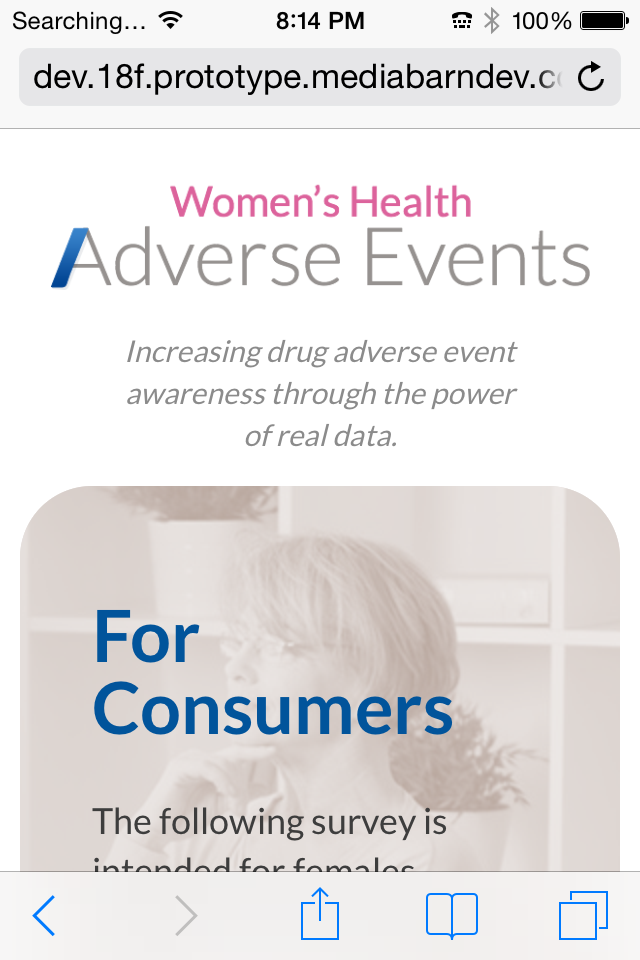 Searching... 8:14 PM 100%
dev.18f.prototype.mediabarndev.c
Women's Health
Adverse Events
Increasing drug adverse event
awareness through the power
of real data.
For
Consumers
The following survey is
intended for females